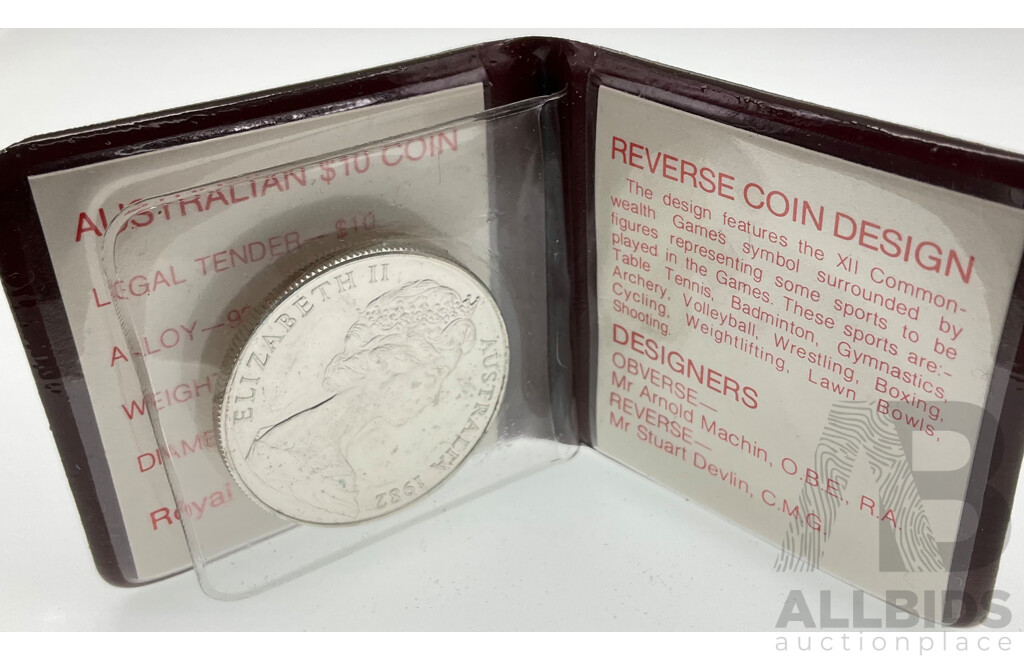 AUSTRALIAN $10 COIN
LEGAL TENDER— $10
ALLOY—
WEIGHT
Royal
ELIZABETH II
AUSTRALIA 1982
REVERSE COIN DESIGN
The design features the XII Common-
wealth Games symbol surrounded by
figures representing some sports to be
played in the Games. These sports are:-
Table Tennis, Badminton, Gymnastics,
Archery, Volleyball, Wrestling, Boxing,
Cycling, Weightlifting, Lawn Bowls,
Shooting.
DESIGNERS
OBVERSE—
Mr Arnold Machin, O.B.E., R.A.
REVERSE—
Mr Stuart Devlin, C.M.G.
AB
ALLBIDS
auctionplace